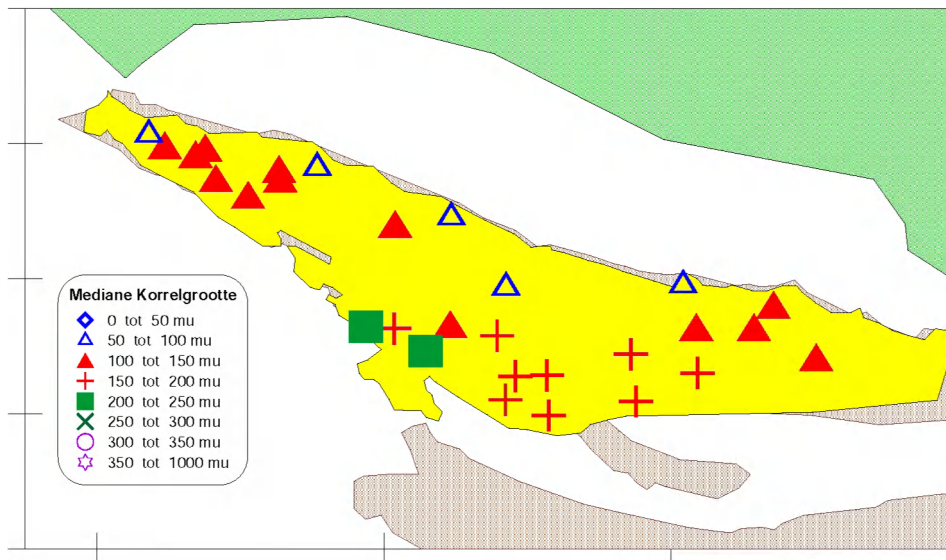 Mediane Korrelgrootte
0 tot 50 mu
50 tot 100 mu
100 tot 150 mu
150 tot 200 mu
200 tot 250 mu
250 tot 300 mu
300 tot 350 mu
350 tot 1000 mu